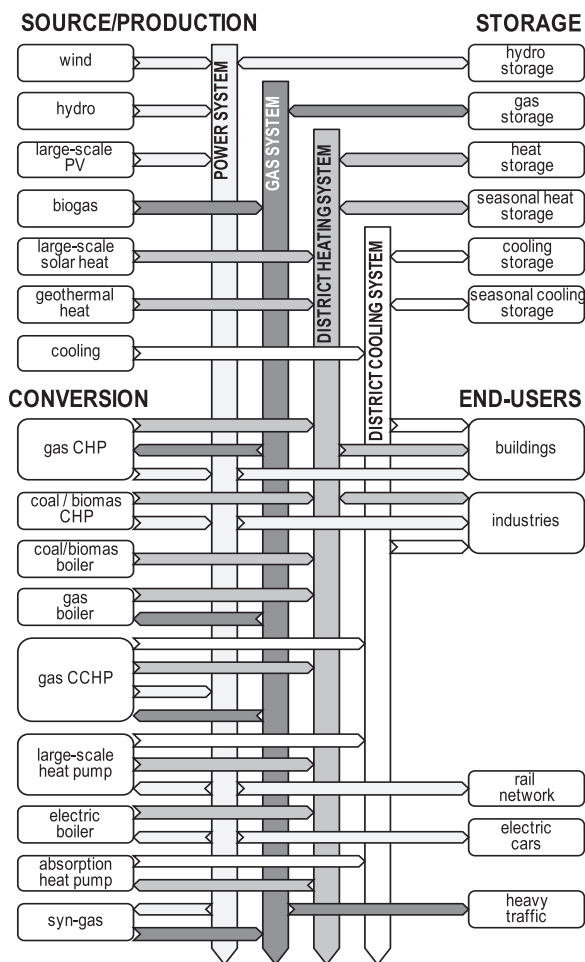 SOURCE/PRODUCTION
STORAGE
wind
hydro
large-scale
PV
biogas
large-scale
solar heat
geothermal
heat
cooling
POWER SYSTEM
GAS SYSTEM
DISTRICT HEATING SYSTEM
DISTRICT COOLING SYSTEM
hydro
storage
gas
storage
heat
storage
seasonal heat
storage
cooling
storage
seasonal cooling
storage
CONVERSION
END-USERS
gas CHP
coal / biomas
CHP
coal/biomas
boiler
gas
boiler
gas CCHP
large-scale
heat pump
electric
boiler
absorption
heat pump
syn-gas
buildings
industries
rail
network
electric
cars
heavy
traffic